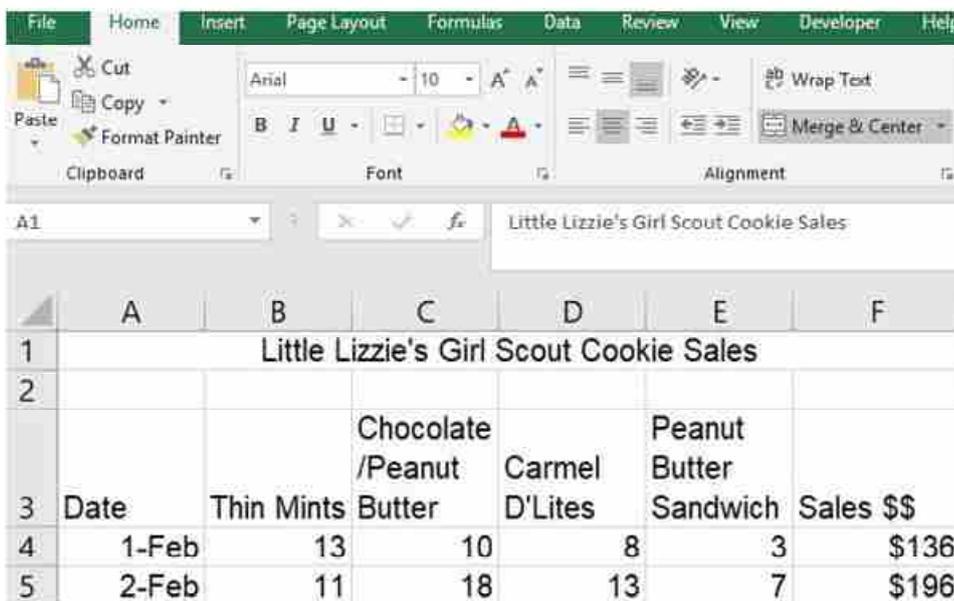 File Home Insert Page Layout Formulas Data Review View Developer Help
Cut
Copy
Format Painter
Paste
Arial 10 A A
B I U A
ab Wrap Text
Merge & Center
Clipboard Font Alignment
A1 fx Little Lizzie's Girl Scout Cookie Sales
A B C D E F
1 Little Lizzie's Girl Scout Cookie Sales
2
Chocolate Peanut
/Peanut Carmel Butter
3 Date Thin Mints Butter D'Lites Sandwich Sales $$
4 1-Feb 13 10 8 3 $136
5 2-Feb 11 18 13 7 $196